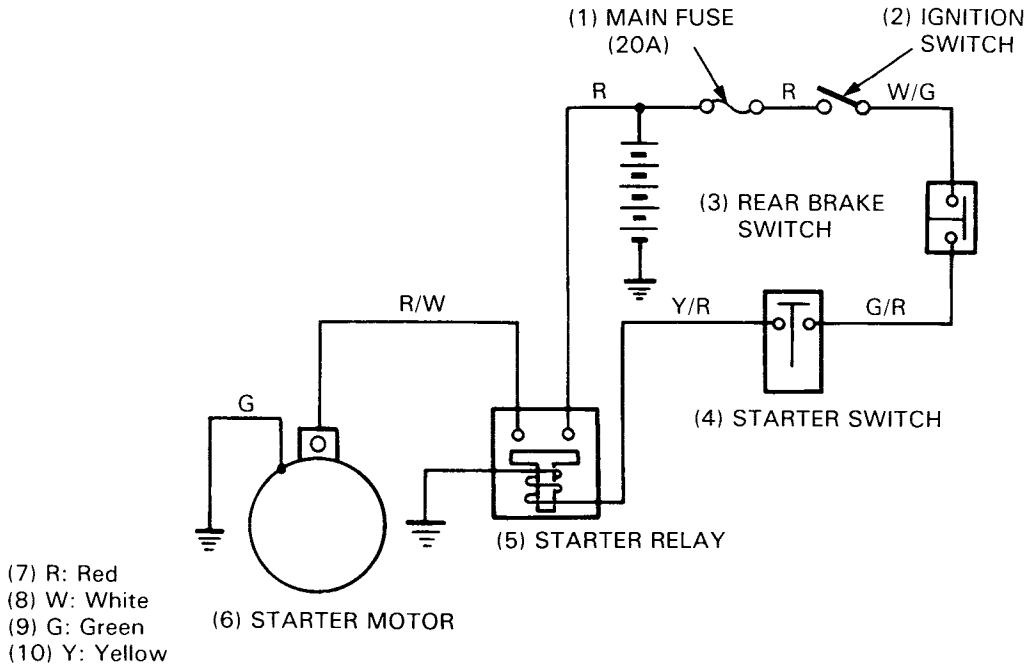 (1) MAIN FUSE
(20A)
(2) IGNITION
SWITCH
R
R
W/G
(3) REAR BRAKE
SWITCH
R/W
Y/R
G/R
G
(4) STARTER SWITCH
(5) STARTER RELAY
(6) STARTER MOTOR
(7) R: Red
(8) W: White
(9) G: Green
(10) Y: Yellow